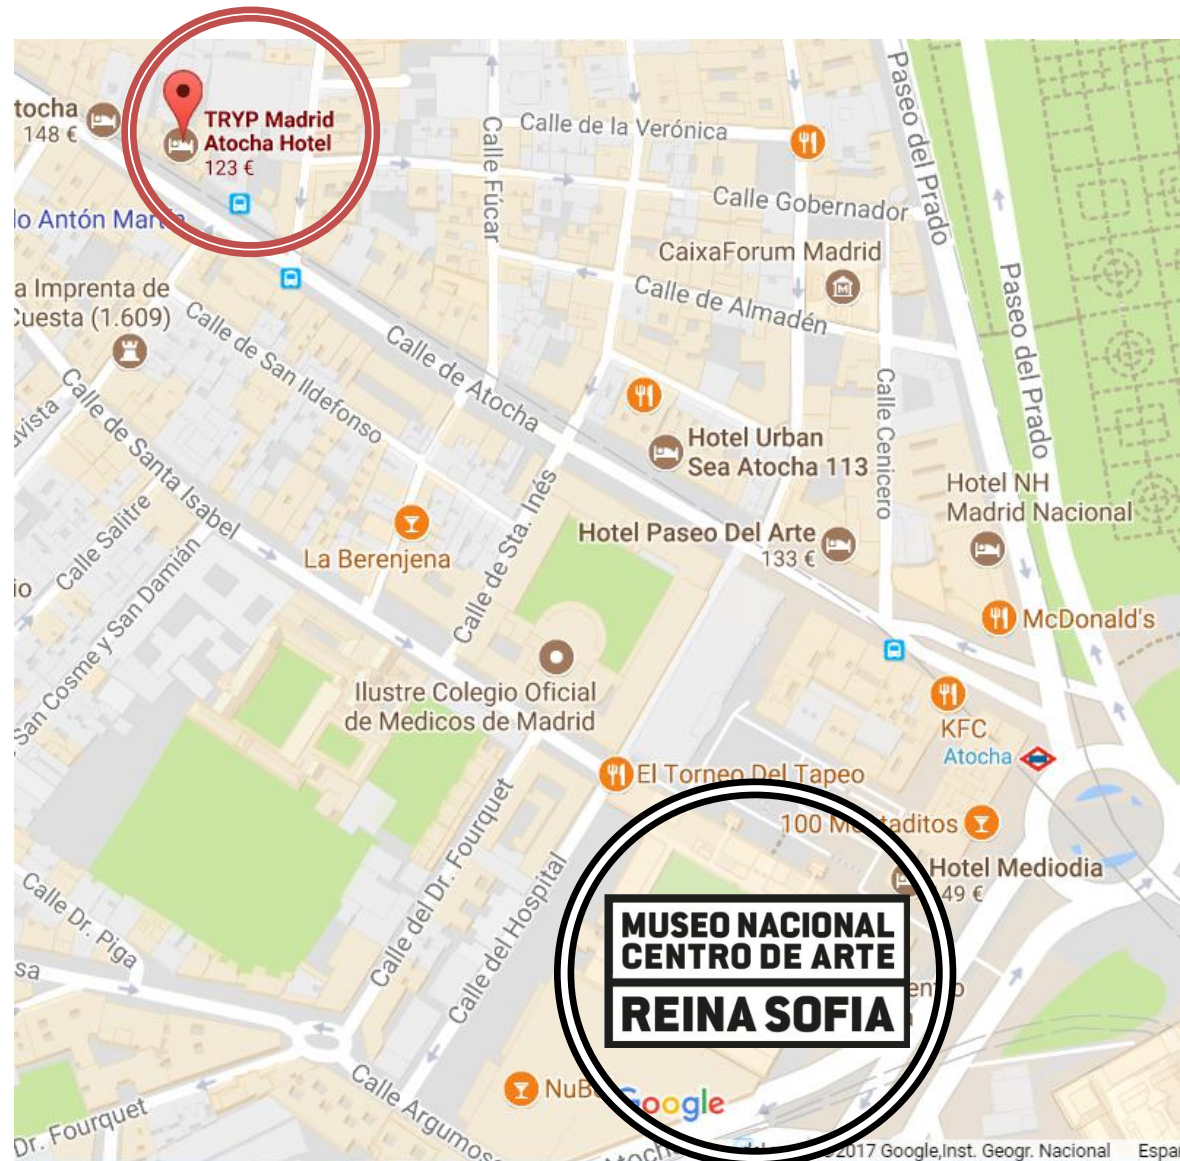 tocha
148 €
TRYP Madrid
Atocha Hotel
123 €
lo Antón Martín
a Imprenta de
Cuesta (1.609)
Calle de la Verónica
Calle Fúcar
Calle Gobernador
Paseo del Prado
CaixaForum Madrid
Calle de Almadén
Paseo del Prado
Calle de San Ildefonso
Calle de Atocha
Calle de Santa Isabel
avista
Calle Cenicero
Hotel Urban
Sea Atocha 113
Hotel NH
Madrid Nacional
Hotel Paseo Del Arte
133 €
Calle Salitre
La Berenjena
Calle de Sta. Inés
io
San Cosme y San Damián
McDonald's
Ilustre Colegio Oficial
de Medicos de Madrid
KFC
Atocha
El Torneo Del Tapeo
100 Montaditos
Hotel Mediodia
49 €
Calle del Dr. Fourquet
Calle del Hospital
Calle Dr. Piga
sa
MUSEO NACIONAL
CENTRO DE ARTE
REINA SOFIA
Calle Argumos
Dr. Fourquet
Google
©2017 Google,Inst. Geogr. Nacional
Espa